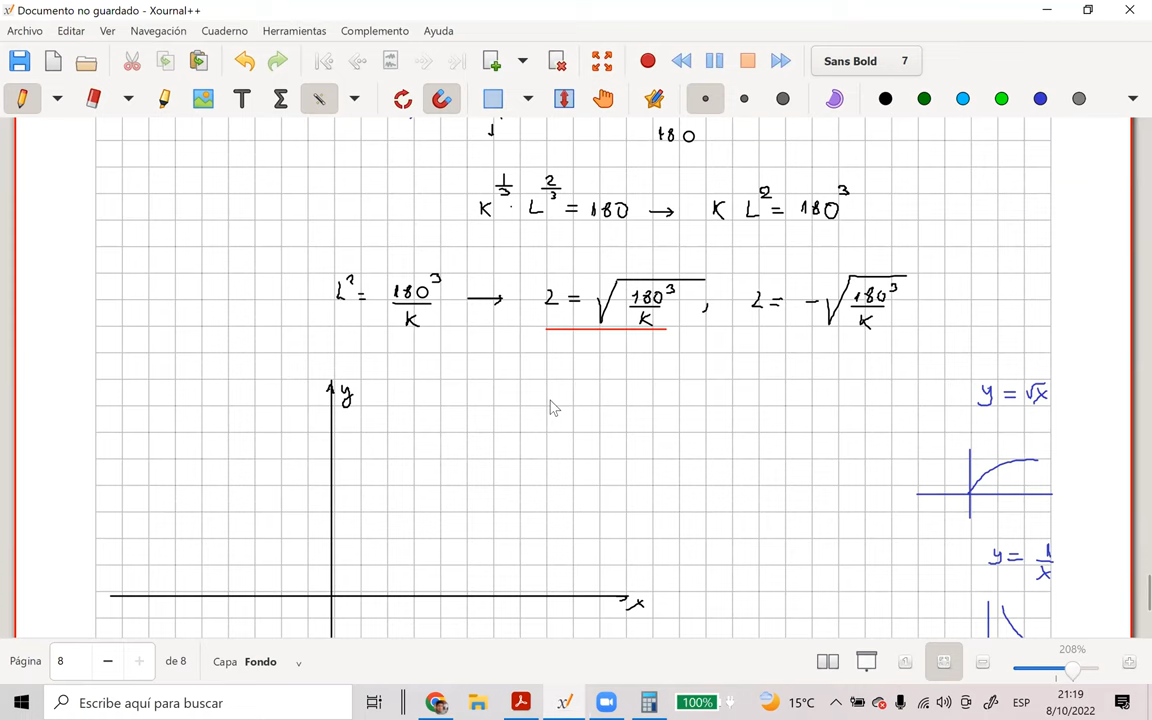 Documento no guardado - Xournal++
Archivo Editar Ver Navegación Cuaderno Herramientas Complemento Ayuda
Sans Bold 7
180
K^{1/3} · L^{2/3} = 180 → K L^2 = 180^3
L^2 = 180^3/K → L = √(180^3/K), L = -√(180^3/K)
y
y = √x
y = 1/x
x
Página 8 de 8 Capa Fondo 208%
Escribe aquí para buscar 100% 15°C ESP 21:19
8/10/2022